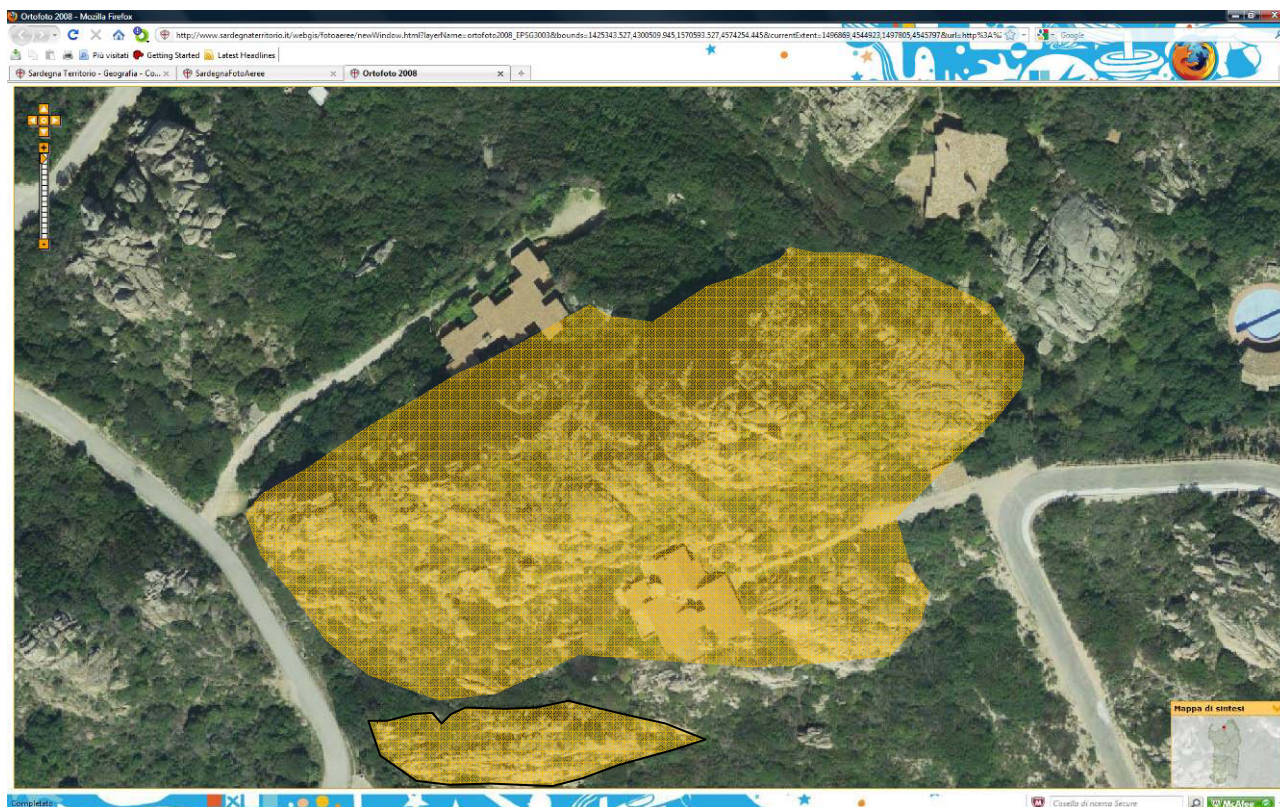 Ortofoto 2008 - Mozilla Firefox
http://www.sardegnaterritorio.it/webgis/fotoaeree/newWindow.html?layerName=ortofoto2008_EPSG3003&bounds=1425343.527,4300509.945,1570593.527,4574254.445&currentExtent=1496869,4544923,1497805,4545797&url=http%3A%
Google
Più visitati Getting Started Latest Headlines
Sardegna Territorio - Geografia - Co... SardegnaFotoAeree Ortofoto 2008
Mappa di sintesi
Completato
Casella di ricerca Secure
McAfee